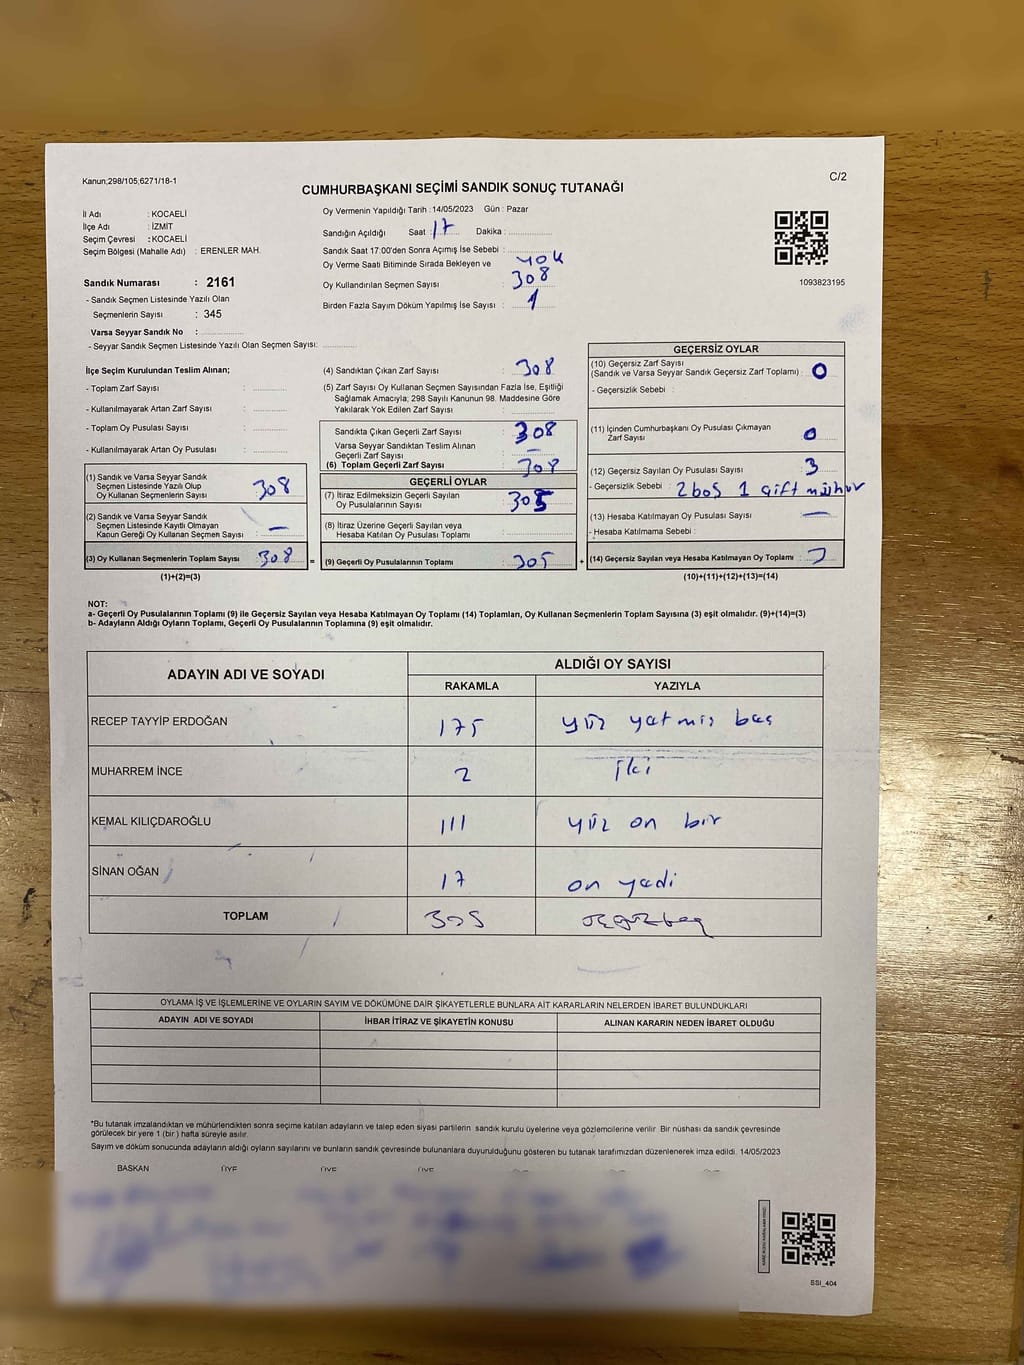 Kanun;298/105;6271/18-1
C/2
CUMHURBAŞKANI SEÇİMİ SANDIK SONUÇ TUTANAĞI
İl Adı : KOCAELİ
İlçe Adı : İZMİT
Seçim Çevresi : KOCAELİ
Seçim Bölgesi (Mahalle Adı) : ERENLER MAH.
Oy Vermenin Yapıldığı Tarih : 14/05/2023 Gün : Pazar
Sandığın Açıldığı Saat : 17 Dakika :
Sandık Saat 17.00'den Sonra Açılmış İse Sebebi :
Oy Verme Saati Bitiminde Sırada Bekleyen ve yok
Oy Kullandırılan Seçmen Sayısı : 308
Birden Fazla Sayım Döküm Yapılmış İse Sayısı : 1
1093823195
Sandık Numarası : 2161
- Sandık Seçmen Listesinde Yazılı Olan
Seçmenlerin Sayısı : 345
Varsa Seyyar Sandık No :
- Seyyar Sandık Seçmen Listesinde Yazılı Olan Seçmen Sayısı:
İlçe Seçim Kurulundan Teslim Alınan;
- Toplam Zarf Sayısı :
- Kullanılmayarak Artan Zarf Sayısı :
- Toplam Oy Pusulası Sayısı :
- Kullanılmayarak Artan Oy Pusulası :
(1) Sandık ve Varsa Seyyar Sandık
Seçmen Listesinde Yazılı Olup
Oy Kullanan Seçmenlerin Sayısı : 308
(2) Sandık ve Varsa Seyyar Sandık
Seçmen Listesinde Kayıtlı Olmayan
Kanun Gereği Oy Kullanan Seçmen Sayısı : —
(3) Oy Kullanan Seçmenlerin Toplam Sayısı : 308
(1)+(2)=(3)
(4) Sandıktan Çıkan Zarf Sayısı : 308
(5) Zarf Sayısı Oy Kullanan Seçmen Sayısından Fazla İse, Eşitliği
Sağlamak Amacıyla, 298 Sayılı Kanunun 98. Maddesine Göre
Yakılarak Yok Edilen Zarf Sayısı :
Sandıkta Çıkan Geçerli Zarf Sayısı : 308
Varsa Seyyar Sandıktan Teslim Alınan
Geçerli Zarf Sayısı : —
(6) Toplam Geçerli Zarf Sayısı : 308
GEÇERLİ OYLAR
(7) İtiraz Edilmeksizin Geçerli Sayılan
Oy Pusulalarının Sayısı : 305
(8) İtiraz Üzerine Geçerli Sayılan veya
Hesaba Katılan Oy Pusulaları Toplamı :
= (9) Geçerli Oy Pusulalarının Toplamı : 305
GEÇERSİZ OYLAR
(10) Geçersiz Zarf Sayısı
(Sandık ve Varsa Seyyar Sandık Geçersiz Zarf Toplamı) : 0
- Geçersizlik Sebebi :
(11) İçinden Cumhurbaşkanı Oy Pusulası Çıkmayan
Zarf Sayısı : 0
(12) Geçersiz Sayılan Oy Pusulası Sayısı : 3
- Geçersizlik Sebebi : 2 boş 1 çift mühür
(13) Hesaba Katılmayan Oy Pusulası Sayısı : —
- Hesaba Katılmama Sebebi :
+ (14) Geçersiz Sayılan veya Hesaba Katılmayan Oy Toplamı :
(10)+(11)+(12)+(13)=(14)
NOT:
a- Geçerli Oy Pusulalarının Toplamı (9) ile Geçersiz Sayılan veya Hesaba Katılmayan Oy Toplamı (14) Toplamları, Oy Kullanan Seçmenlerin Toplam Sayısına (3) eşit olmalıdır. (9)+(14)=(3)
b- Adayların Aldığı Oyların Toplamı, Geçerli Oy Pusulalarının Toplamına (9) eşit olmalıdır.
ADAYIN ADI VE SOYADI
ALDIĞI OY SAYISI
RAKAMLA YAZIYLA
RECEP TAYYİP ERDOĞAN 175 yüz yetmiş beş
MUHARREM İNCE 2 iki
KEMAL KILIÇDAROĞLU 111 yüz on bir
SİNAN OĞAN 17 on yedi
TOPLAM 305 üçyüzbeş
OYLAMA İŞ VE İŞLEMLERİNE VE OYLARIN SAYIM VE DÖKÜMÜNE DAİR ŞİKAYETLERLE BUNLARA AİT KARARLARIN NELERDEN İBARET BULUNDUKLARI
ADAYIN ADI VE SOYADI İHBAR İTİRAZ VE ŞİKAYETİN KONUSU ALINAN KARARIN NEDEN İBARET OLDUĞU
*Bu tutanak imzalandıktan ve mühürlendikten sonra seçime katılan adayların ve talep eden siyasi partilerin sandık kurulu üyelerine veya gözlemcilerine verilir. Bir nüshası da sandık çevresinde
görülecek bir yere 1 (bir) hafta süreyle asılır.
Sayım ve döküm sonucunda adayların aldığı oyların sayılarını ve bunların sandık çevresinde bulunanlara duyurulduğunu gösteren bu tutanak tarafımızdan düzenlenerek imza edildi. 14/05/2023
BAŞKAN ÜYE ÜYE ÜYE
SSI_404